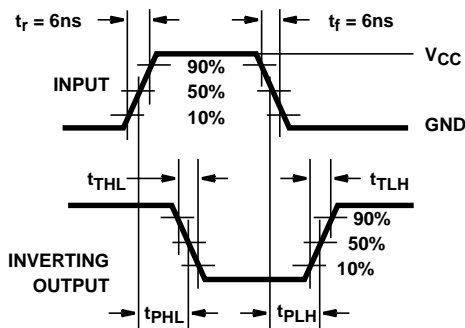 tr = 6ns
tf = 6ns
VCC
90%
INPUT
50%
10%
GND
tTHL
tTLH
90%
50%
INVERTING
OUTPUT
10%
tPHL
tPLH